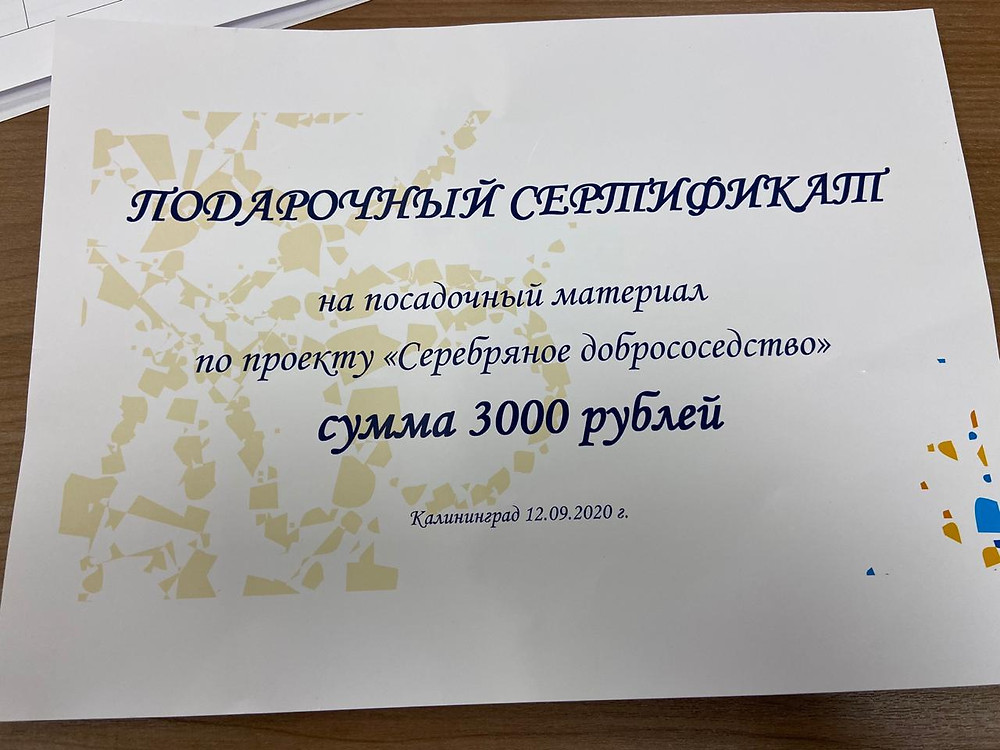 ПОДАРОЧНЫЙ СЕРТИФИКАТ
на посадочный материал
по проекту «Серебряное добрососедство»
сумма 3000 рублей
Калининград 12.09.2020 г.